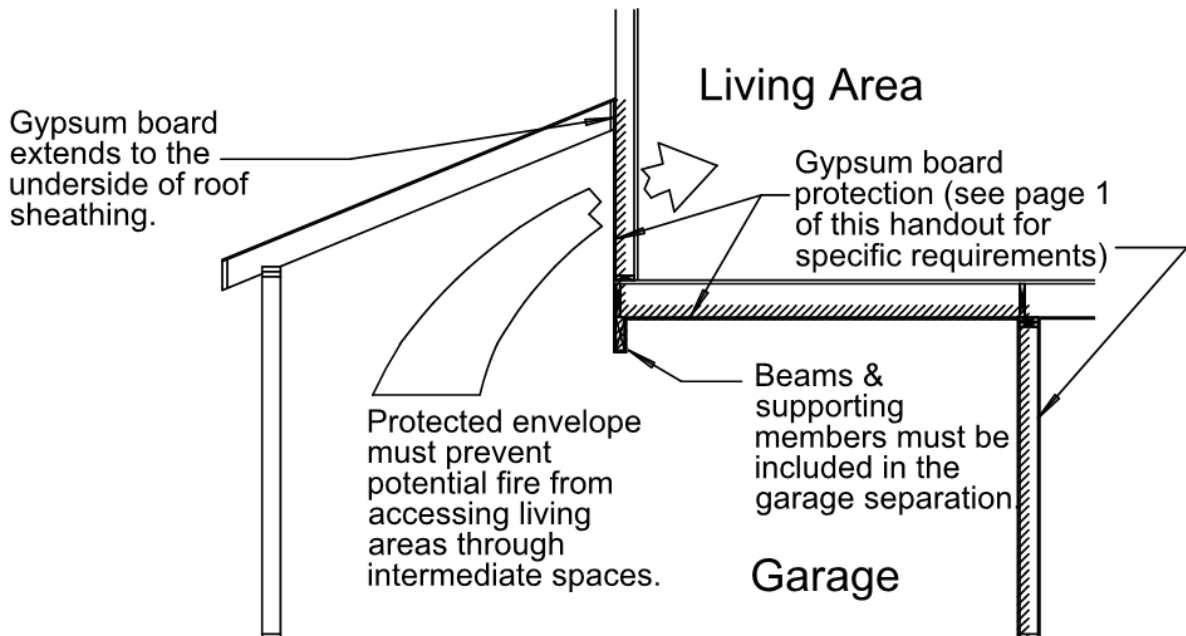 Living Area
Gypsum board
extends to the
underside of roof
sheathing.
Gypsum board
protection (see page 1
of this handout for
specific requirements)
Beams &
supporting
members must be
included in the
garage separation.
Protected envelope
must prevent
potential fire from
accessing living
areas through
intermediate spaces.
Garage